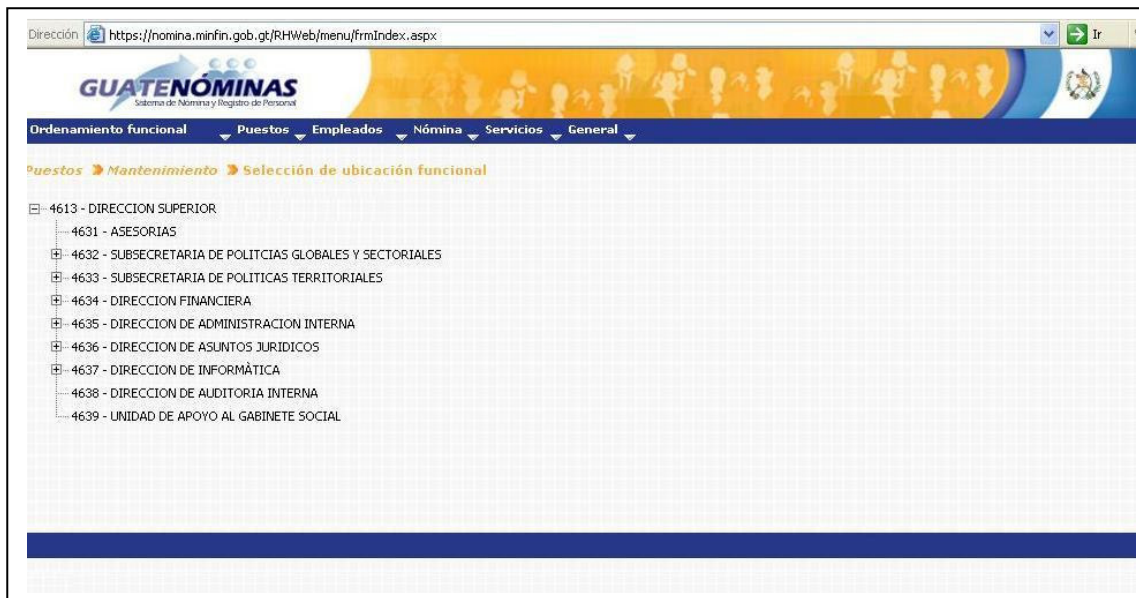 Dirección https://nomina.minfin.gob.gt/RHWeb/menu/frmIndex.aspx Ir
GUATENÓMINAS
Sistema de Nómina y Registro de Personal
Ordenamiento funcional Puestos Empleados Nómina Servicios General
Puestos Mantenimiento Selección de ubicación funcional
4613 - DIRECCION SUPERIOR
4631 - ASESORIAS
4632 - SUBSECRETARIA DE POLITCIAS GLOBALES Y SECTORIALES
4633 - SUBSECRETARIA DE POLITICAS TERRITORIALES
4634 - DIRECCION FINANCIERA
4635 - DIRECCION DE ADMINISTRACION INTERNA
4636 - DIRECCION DE ASUNTOS JURIDICOS
4637 - DIRECCION DE INFORMÀTICA
4638 - DIRECCION DE AUDITORIA INTERNA
4639 - UNIDAD DE APOYO AL GABINETE SOCIAL